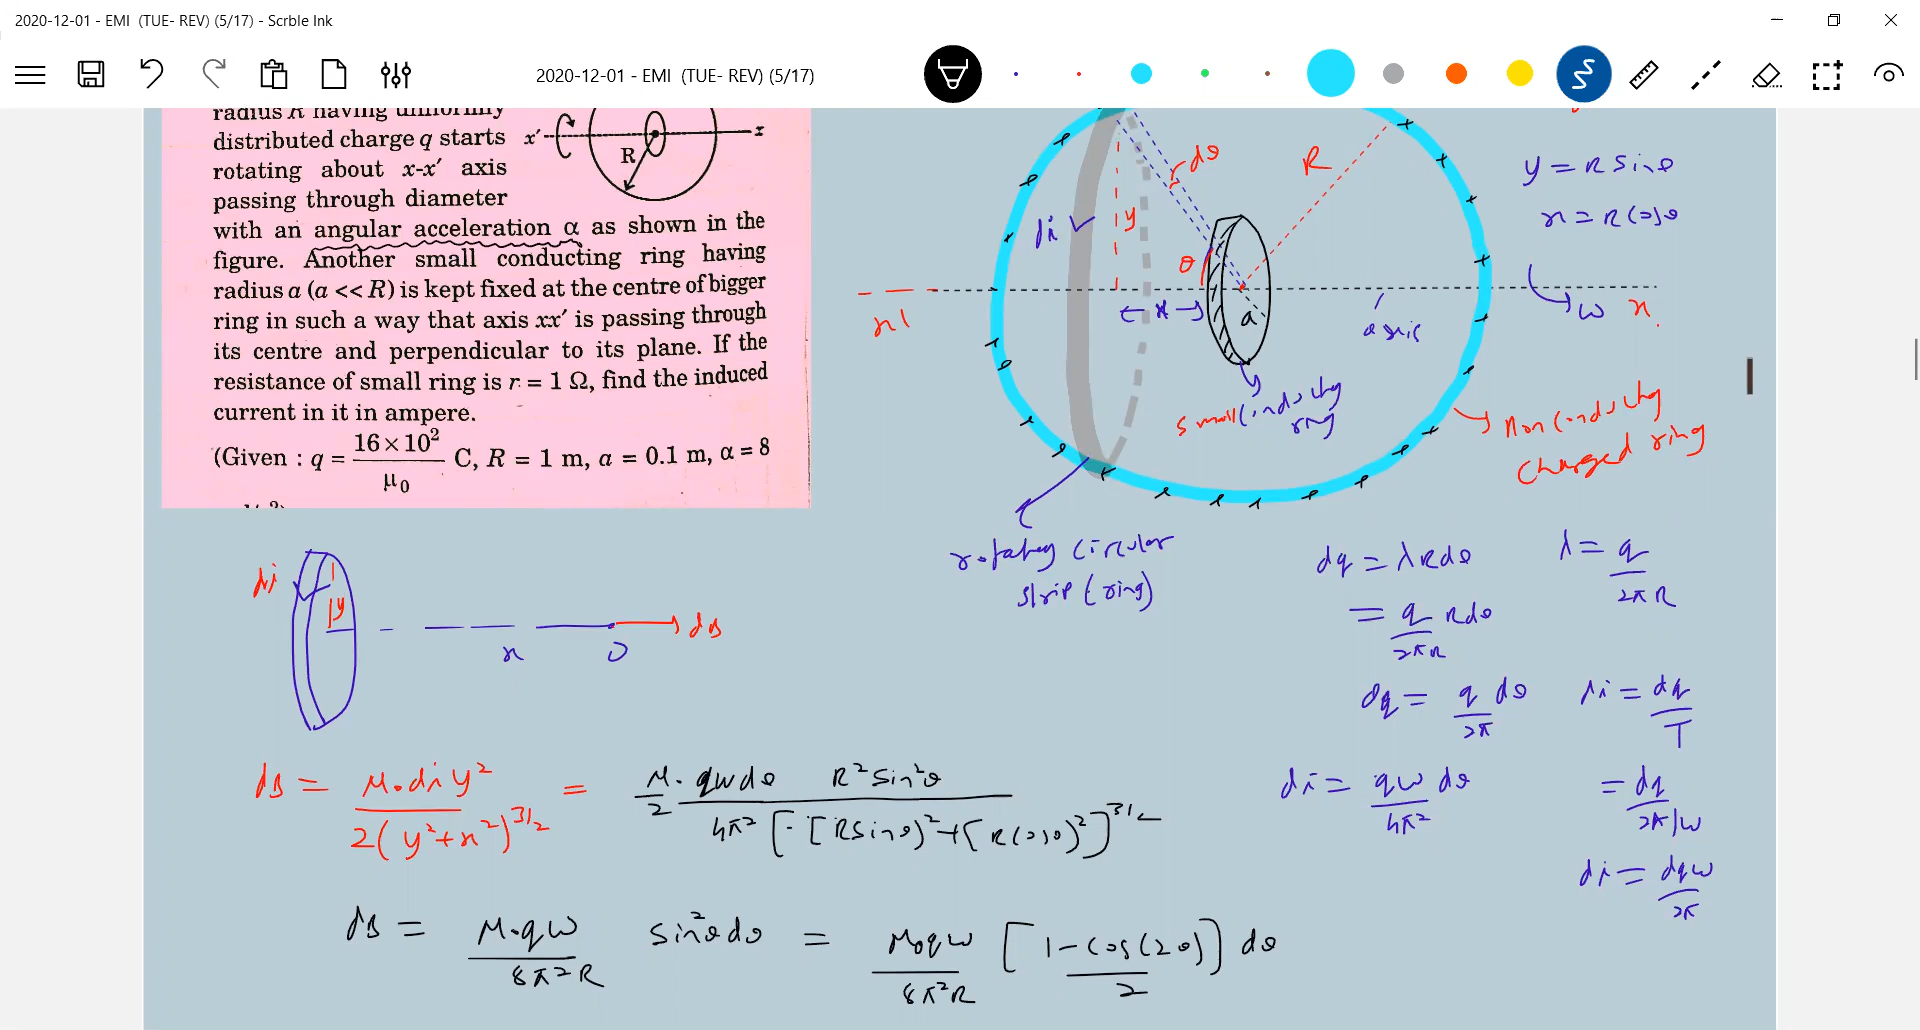 2020-12-01 - EMI (TUE- REV) (5/17) - Scrble Ink
2020-12-01 - EMI (TUE- REV) (5/17)
radius R having uniformly
distributed charge q starts
rotating about x-x′ axis
passing through diameter
with an angular acceleration α as shown in the
figure. Another small conducting ring having
radius a (a << R) is kept fixed at the centre of bigger
ring in such a way that axis xx′ is passing through
its centre and perpendicular to its plane. If the
resistance of small ring is r = 1 Ω, find the induced
current in it in ampere.
(Given : q = 16×10² / μ₀ C, R = 1 m, a = 0.1 m, α = 8
x′
R
x
rdθ
R
di
y
θ
x
a
axis
x'
ω
x
y = R sinθ
x = R cosθ
small conducting
ring
Non conducting
charged ring
rotating circular
strip (ring)
di
y
x
O
dB
dq = λRdθ
= q/2πR Rdθ
dq = q/2π dθ
di = qω/4π² dθ
λ = q/2πR
di = dq/T
= dq/2π/ω
di = dqω/2π
dB = μ₀ di y² / 2(y²+x²)^3/2 = μ₀/2 qωdθ R² sin²θ / 4π² [[R sinθ)²+[R cosθ)²]^3/2
dB = μ₀qω/8π²R sin²θ dθ = μ₀qω/8π²R [1-cos(2θ)/2] dθ